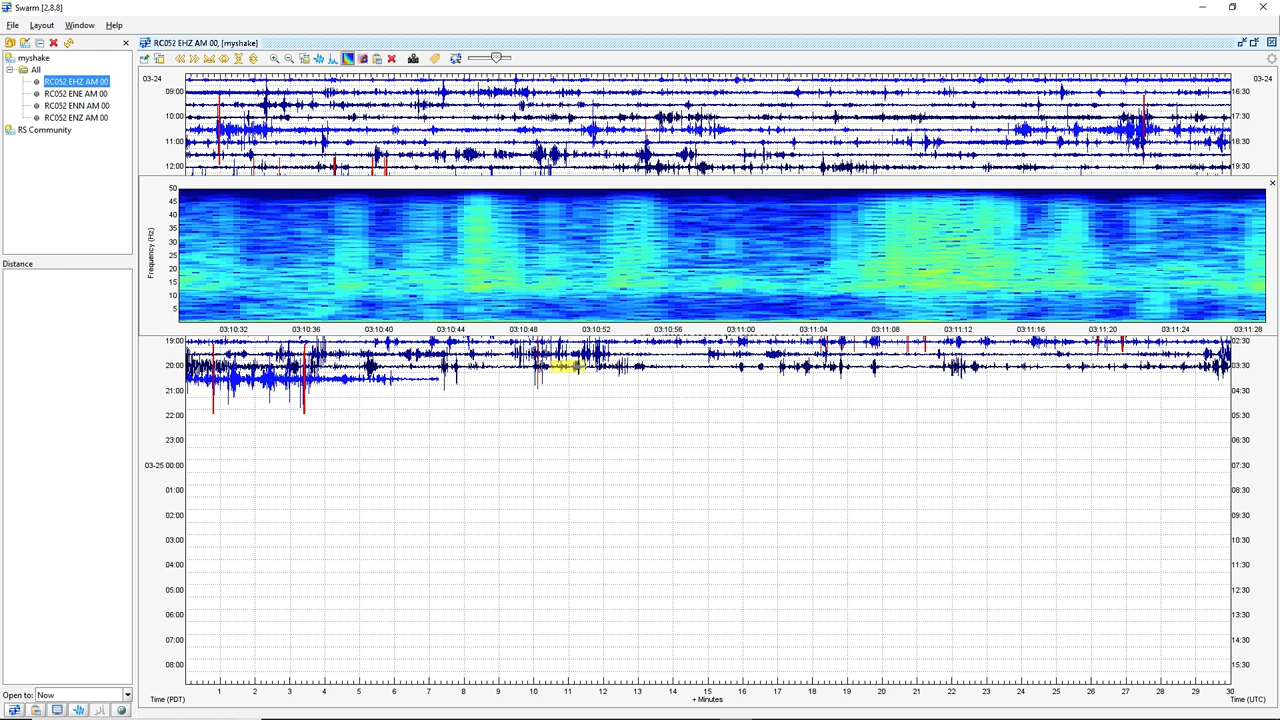 Swarm [2.8.8]
File Layout Window Help
myshake
All
RC052 EHZ AM 00
RC052 ENE AM 00
RC052 ENN AM 00
RC052 ENZ AM 00
RS Community
Distance
Open to: Now
RC052 EHZ AM 00, [myshake]
03-24 03-24
09:00 16:30
10:00 17:30
11:00 18:30
12:00 19:30
Frequency (Hz)
50
45
40
35
30
25
20
15
10
5
03:10:32 03:10:36 03:10:40 03:10:44 03:10:48 03:10:52 03:10:56 03:11:00 03:11:04 03:11:08 03:11:12 03:11:16 03:11:20 03:11:24 03:11:28
19:00 02:30
20:00 03:30
21:00 04:30
22:00 05:30
23:00 06:30
03-25 00:00 07:30
01:00 08:30
02:00 09:30
03:00 10:30
04:00 11:30
05:00 12:30
06:00 13:30
07:00 14:30
08:00 15:30
1 2 3 4 5 6 7 8 9 10 11 12 13 14 15 16 17 18 19 20 21 22 23 24 25 26 27 28 29 30
Time (PDT) + Minutes Time (UTC)